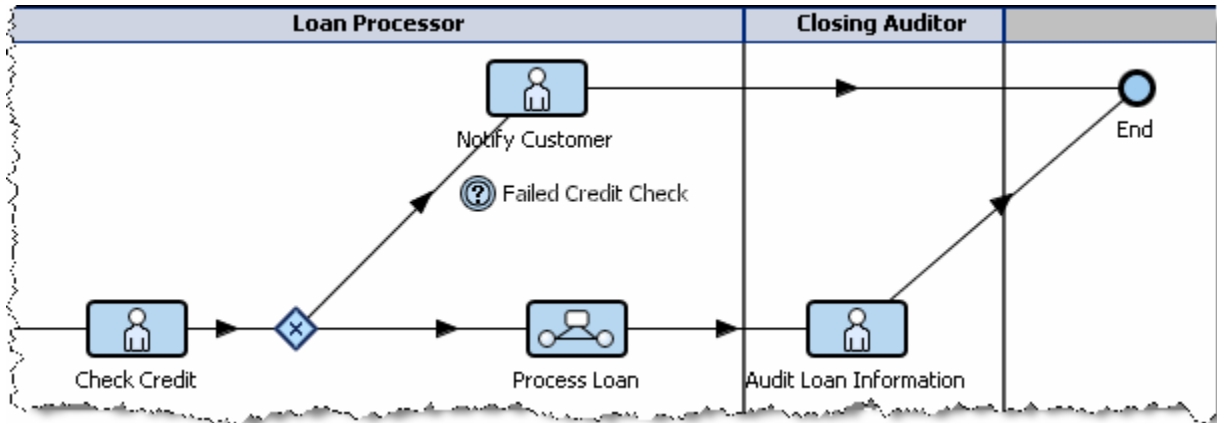 Loan Processor
Closing Auditor
Notify Customer
End
? Failed Credit Check
Check Credit
Process Loan
Audit Loan Information